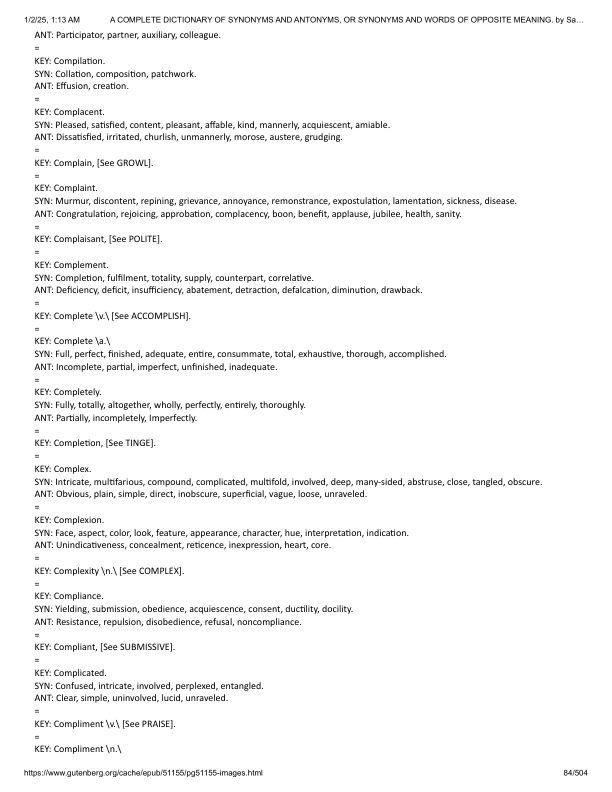 1/2/25, 1:13 AM A COMPLETE DICTIONARY OF SYNONYMS AND ANTONYMS, OR SYNONYMS AND WORDS OF OPPOSITE MEANING. by Sa…
ANT: Participator, partner, auxiliary, colleague.
=
KEY: Compilation.
SYN: Collation, composition, patchwork.
ANT: Effusion, creation.
=
KEY: Complacent.
SYN: Pleased, satisfied, content, pleasant, affable, kind, mannerly, acquiescent, amiable.
ANT: Dissatisfied, irritated, churlish, unmannerly, morose, austere, grudging.
=
KEY: Complain, [See GROWL].
=
KEY: Complaint.
SYN: Murmur, discontent, repining, grievance, annoyance, remonstrance, expostulation, lamentation, sickness, disease.
ANT: Congratulation, rejoicing, approbation, complacency, boon, benefit, applause, jubilee, health, sanity.
=
KEY: Complaisant, [See POLITE].
=
KEY: Complement.
SYN: Completion, fulfilment, totality, supply, counterpart, correlative.
ANT: Deficiency, deficit, insufficiency, abatement, detraction, defalcation, diminution, drawback.
=
KEY: Complete \v.\ [See ACCOMPLISH].
=
KEY: Complete \a.\
SYN: Full, perfect, finished, adequate, entire, consummate, total, exhaustive, thorough, accomplished.
ANT: Incomplete, partial, imperfect, unfinished, inadequate.
=
KEY: Completely.
SYN: Fully, totally, altogether, wholly, perfectly, entirely, thoroughly.
ANT: Partially, incompletely, Imperfectly.
=
KEY: Completion, [See TINGE].
=
KEY: Complex.
SYN: Intricate, multifarious, compound, complicated, multifold, involved, deep, many-sided, abstruse, close, tangled, obscure.
ANT: Obvious, plain, simple, direct, inobscure, superficial, vague, loose, unraveled.
=
KEY: Complexion.
SYN: Face, aspect, color, look, feature, appearance, character, hue, interpretation, indication.
ANT: Unindicativeness, concealment, reticence, inexpression, heart, core.
=
KEY: Complexity \n.\ [See COMPLEX].
=
KEY: Compliance.
SYN: Yielding, submission, obedience, acquiescence, consent, ductility, docility.
ANT: Resistance, repulsion, disobedience, refusal, noncompliance.
=
KEY: Compliant, [See SUBMISSIVE].
=
KEY: Complicated.
SYN: Confused, intricate, involved, perplexed, entangled.
ANT: Clear, simple, uninvolved, lucid, unraveled.
=
KEY: Compliment \v.\ [See PRAISE].
=
KEY: Compliment \n.\
https://www.gutenberg.org/cache/epub/51155/pg51155-images.html 84/504